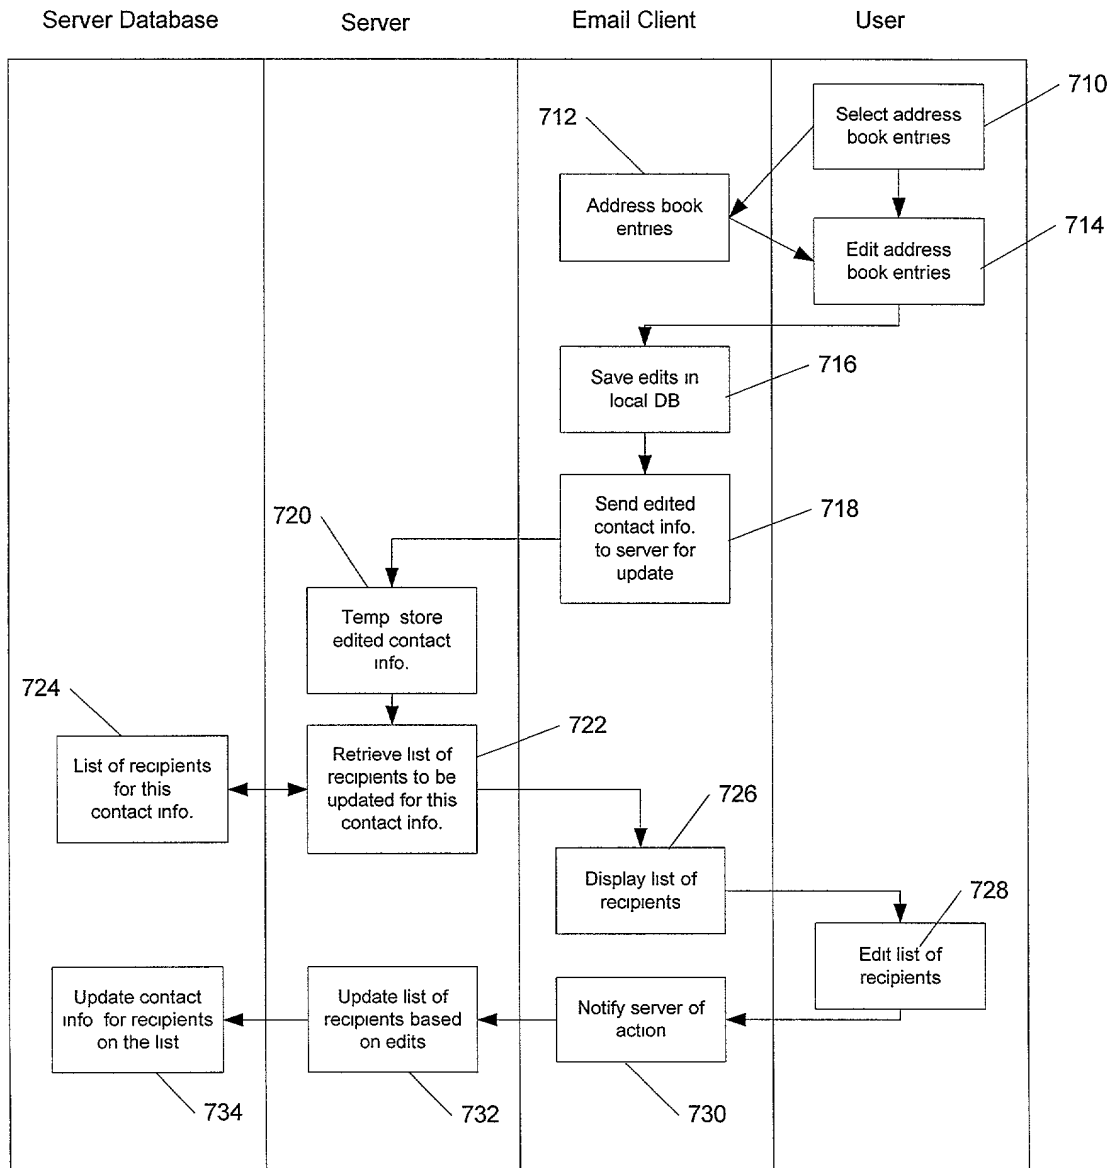 Server Database
Server
Email Client
User
710
Select address
book entries
712
Address book
entries
714
Edit address
book entries
716
Save edits in
local DB
718
Send edited
contact info.
to server for
update
720
Temp store
edited contact
info.
724
List of recipients
for this
contact info.
722
Retrieve list of
recipients to be
updated for this
contact info.
726
Display list of
recipients
728
Edit list of
recipients
Update contact
info for recipients
on the list
Update list of
recipients based
on edits
Notify server of
action
734
732
730